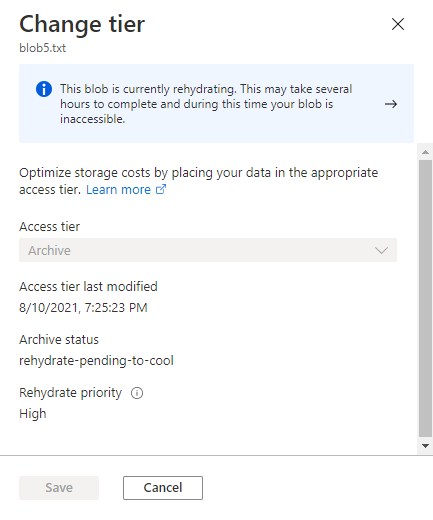 Change tier
blob5.txt
This blob is currently rehydrating. This may take several
hours to complete and during this time your blob is
inaccessible.
Optimize storage costs by placing your data in the appropriate
access tier. Learn more
Access tier
Archive
Access tier last modified
8/10/2021, 7:25:23 PM
Archive status
rehydrate-pending-to-cool
Rehydrate priority
High
Save
Cancel